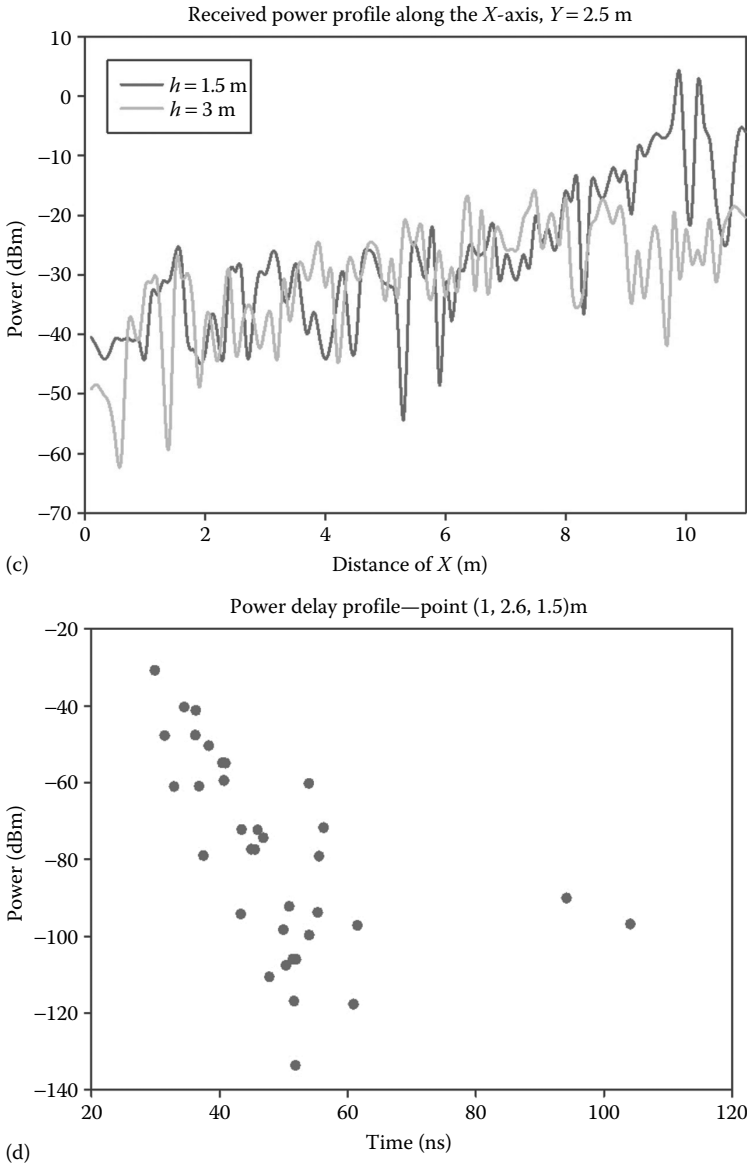 Received power profile along the X-axis, Y = 2.5 m
10
0
−10
−20
−30
−40
−50
−60
−70
Power (dBm)
h = 1.5 m
h = 3 m
0
2
4
6
8
10
Distance of X (m)
(c)
Power delay profile—point (1, 2.6, 1.5)m
−20
−40
−60
−80
−100
−120
−140
Power (dBm)
20
40
60
80
100
120
Time (ns)
(d)